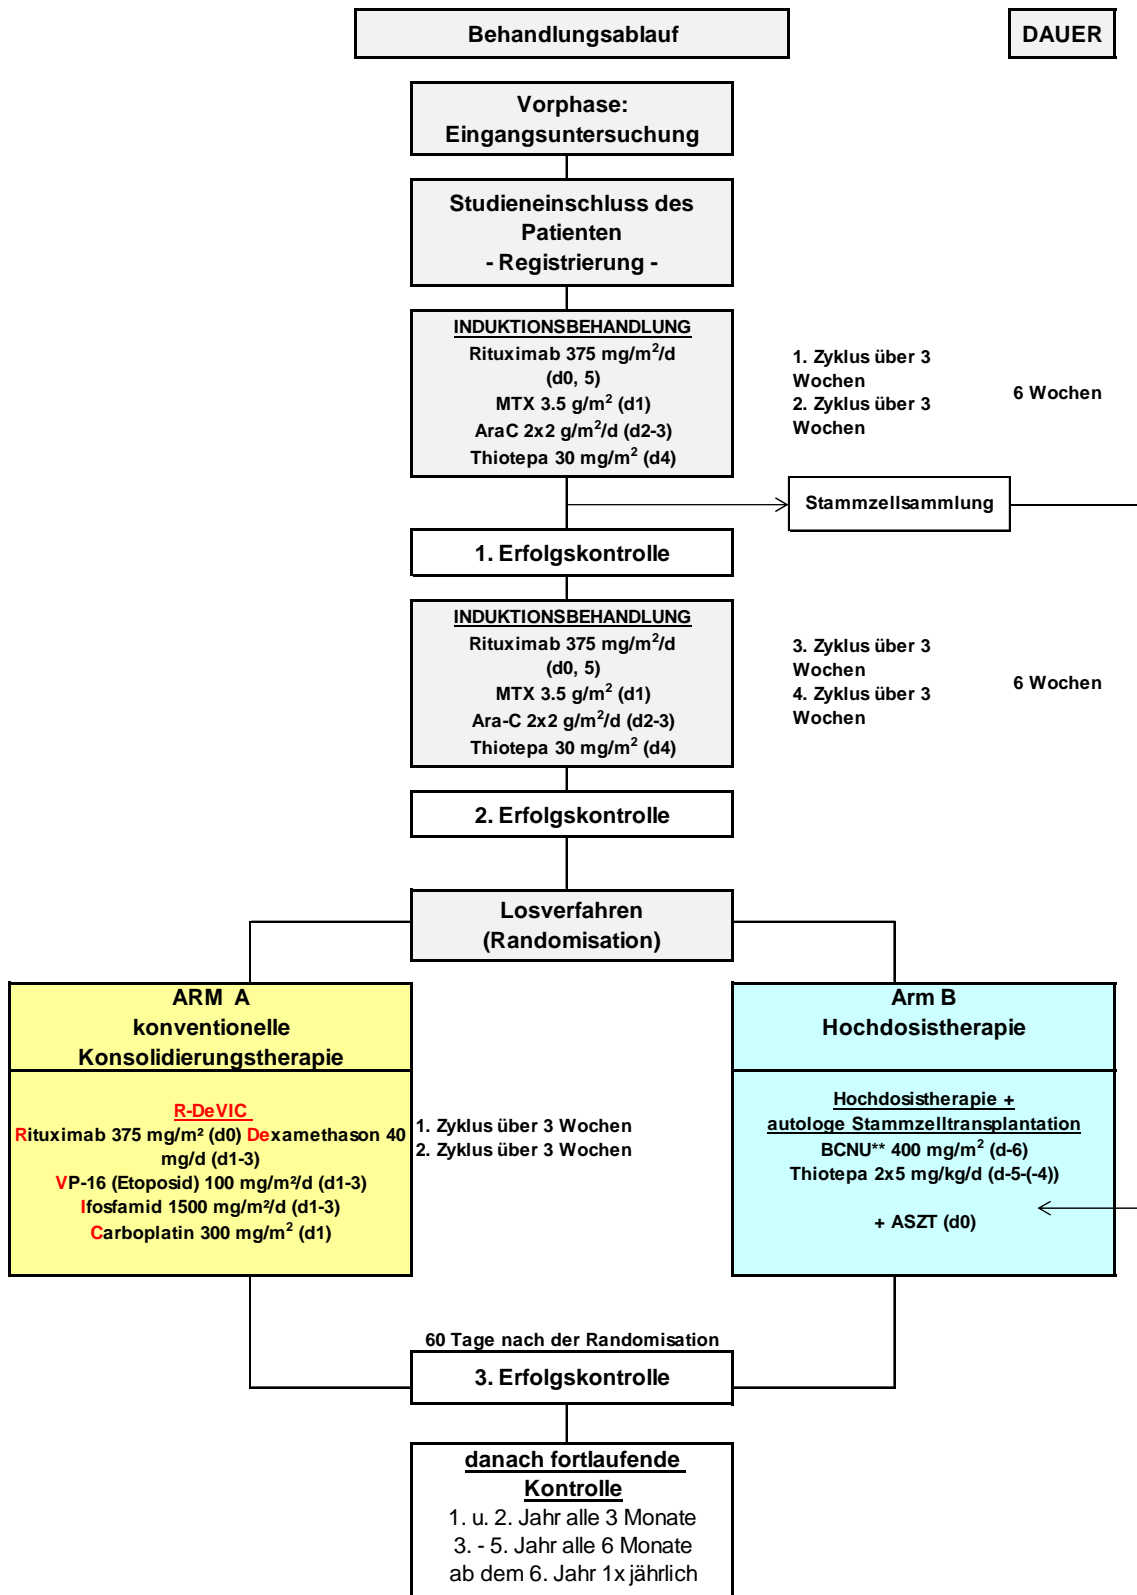 Behandlungsablauf
DAUER
Vorphase:
Eingangsuntersuchung
Studieneinschluss des
Patienten
- Registrierung -
INDUKTIONSBEHANDLUNG
Rituximab 375 mg/m²/d
(d0, 5)
MTX 3.5 g/m² (d1)
AraC 2x2 g/m²/d (d2-3)
Thiotepa 30 mg/m² (d4)
1. Zyklus über 3
Wochen
2. Zyklus über 3
Wochen
6 Wochen
Stammzellsammlung
1. Erfolgskontrolle
INDUKTIONSBEHANDLUNG
Rituximab 375 mg/m²/d
(d0, 5)
MTX 3.5 g/m² (d1)
Ara-C 2x2 g/m²/d (d2-3)
Thiotepa 30 mg/m² (d4)
3. Zyklus über 3
Wochen
4. Zyklus über 3
Wochen
6 Wochen
2. Erfolgskontrolle
Losverfahren
(Randomisation)
ARM A
konventionelle
Konsolidierungstherapie
R-DeVIC
Rituximab 375 mg/m² (d0) Dexamethason 40
mg/d (d1-3)
VP-16 (Etoposid) 100 mg/m²/d (d1-3)
Ifosfamid 1500 mg/m²/d (d1-3)
Carboplatin 300 mg/m² (d1)
1. Zyklus über 3 Wochen
2. Zyklus über 3 Wochen
Arm B
Hochdosistherapie
Hochdosistherapie +
autologe Stammzelltransplantation
BCNU** 400 mg/m² (d-6)
Thiotepa 2x5 mg/kg/d (d-5-(-4))
+ ASZT (d0)
60 Tage nach der Randomisation
3. Erfolgskontrolle
danach fortlaufende
Kontrolle
1. u. 2. Jahr alle 3 Monate
3. - 5. Jahr alle 6 Monate
ab dem 6. Jahr 1x jährlich